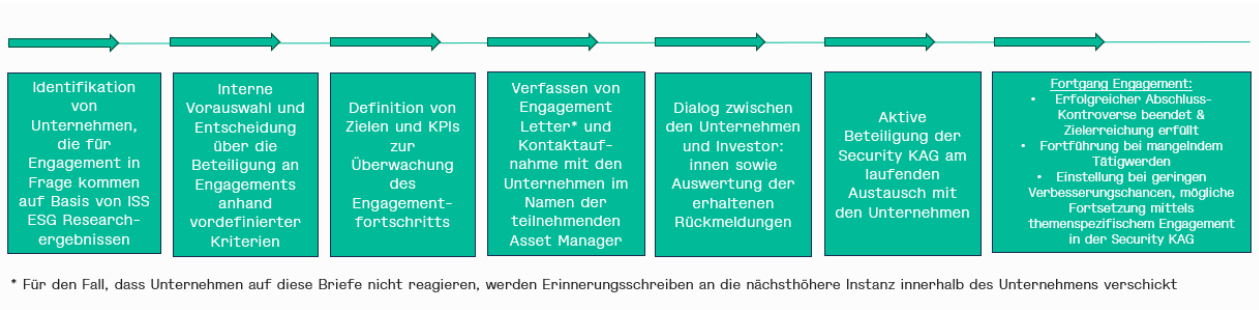 Identifikation
von
Unternehmen,
die für
Engagement in
Frage kommen
auf Basis von ISS
ESG Research-
ergebnissen
Interne
Vorauswahl und
Entscheidung
über die
Beteiligung an
Engagements
anhand
vordefinierter
Kriterien
Definition von
Zielen und KPIs
zur
Überwachung
des
Engagement-
fortschritts
Verfassen von
Engagement
Letter* und
Kontaktauf-
nahme mit den
Unternehmen im
Namen der
teilnehmenden
Asset Manager
Dialog zwischen
den Unternehmen
und Investor:
innen sowie
Auswertung der
erhaltenen
Rückmeldungen
Aktive
Beteiligung der
Security KAG am
laufenden
Austausch mit
den Unternehmen
Fortgang Engagement:
• Erfolgreicher Abschluss-
Kontroverse beendet &
Zielerreichung erfüllt
• Fortführung bei mangelndem
Tätigwerden
• Einstellung bei geringen
Verbesserungschancen, mögliche
Fortsetzung mittels
themenspezifischem Engagement
in der Security KAG
* Für den Fall, dass Unternehmen auf diese Briefe nicht reagieren, werden Erinnerungsschreiben an die nächsthöhere Instanz innerhalb des Unternehmens verschickt